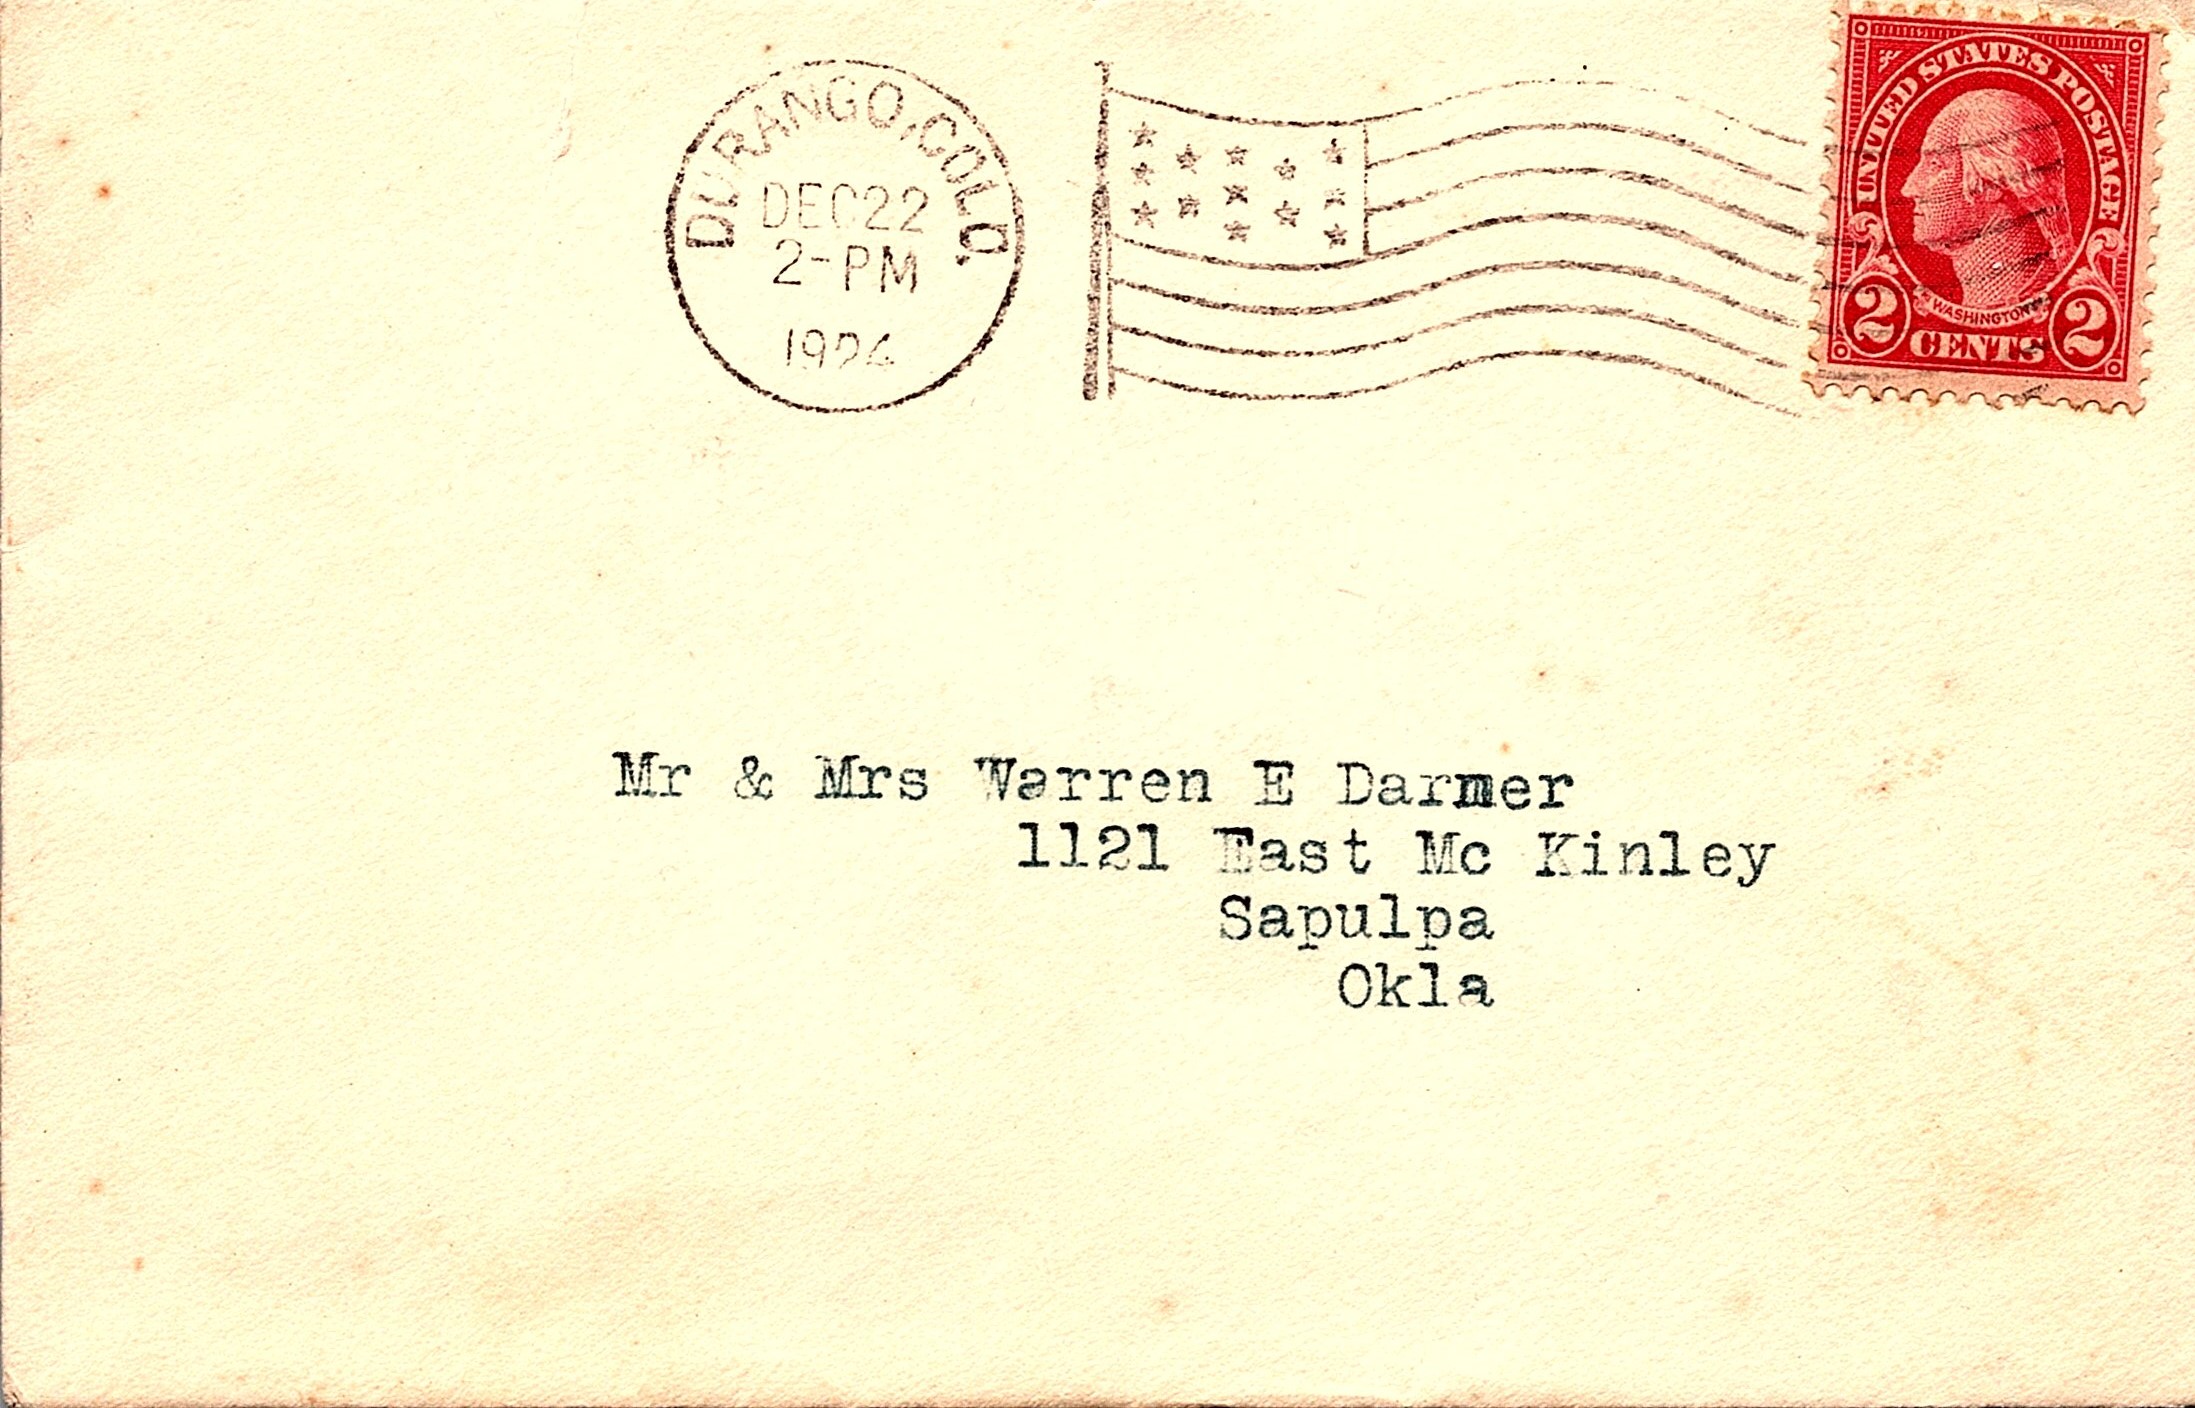 DURANGO, COLO.
DEC 22
2-PM
UNITED STATES POSTAGE
WASHINGTON
2 CENTS 2
Mr & Mrs Warren E Darmer
1121 East Mc Kinley
Sapulpa
Okla